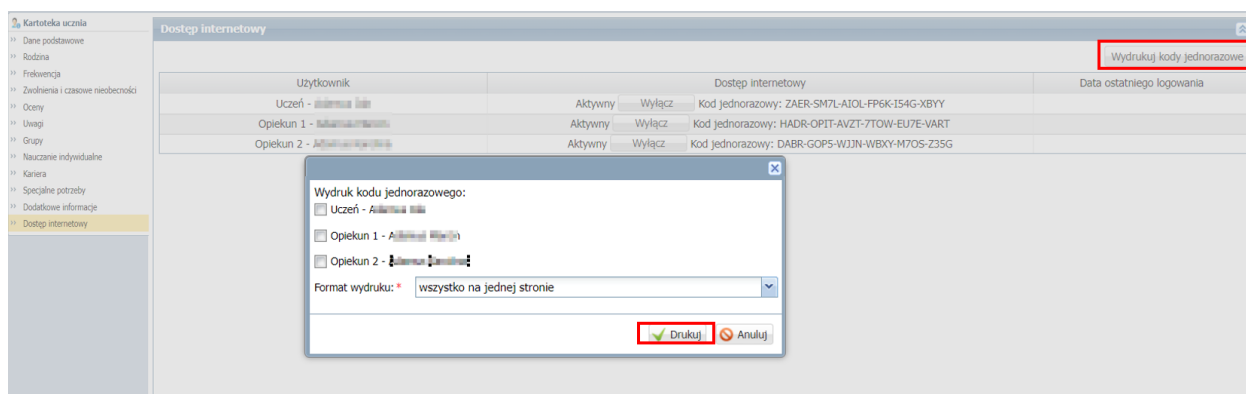 Kartoteka ucznia
Dane podstawowe
Rodzina
Frekwencja
Zwolnienia i czasowe nieobecności
Oceny
Uwagi
Grupy
Nauczanie indywidualne
Kariera
Specjalne potrzeby
Dodatkowe informacje
Dostęp internetowy
Dostęp internetowy
Wydrukuj kody jednorazowe
Użytkownik Dostęp internetowy Data ostatniego logowania
Uczeń - Aktywny Wyłącz Kod jednorazowy: ZAER-SM7L-AIOL-FP6K-I54G-XBYY
Opiekun 1 - Aktywny Wyłącz Kod jednorazowy: HADR-OPIT-AVZT-7TOW-EU7E-VART
Opiekun 2 - Aktywny Wyłącz Kod jednorazowy: DABR-GOP5-WJJN-WBXY-M7OS-Z35G
Wydruk kodu jednorazowego:
Uczeń -
Opiekun 1 -
Opiekun 2 -
Format wydruku: * wszystko na jednej stronie
Drukuj Anuluj